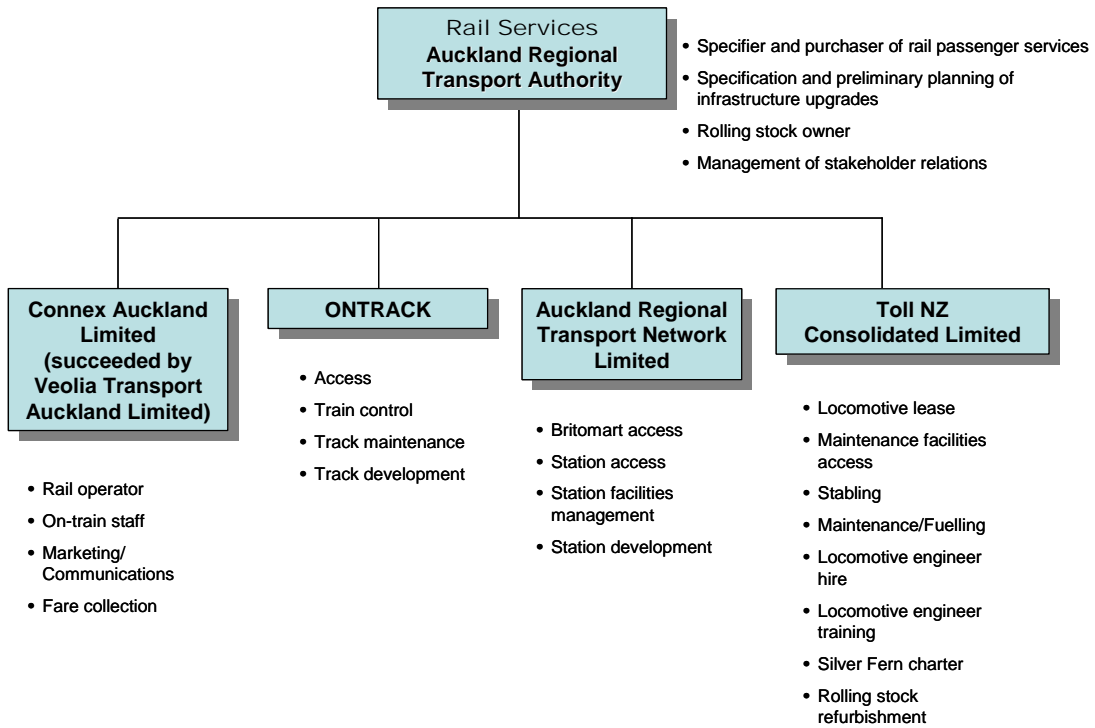 Rail Services
Auckland Regional
Transport Authority
• Specifier and purchaser of rail passenger services
• Specification and preliminary planning of
infrastructure upgrades
• Rolling stock owner
• Management of stakeholder relations
Connex Auckland
Limited
(succeeded by
Veolia Transport
Auckland Limited)
• Rail operator
• On-train staff
• Marketing/
Communications
• Fare collection
ONTRACK
• Access
• Train control
• Track maintenance
• Track development
Auckland Regional
Transport Network
Limited
• Britomart access
• Station access
• Station facilities
management
• Station development
Toll NZ
Consolidated Limited
• Locomotive lease
• Maintenance facilities
access
• Stabling
• Maintenance/Fuelling
• Locomotive engineer
hire
• Locomotive engineer
training
• Silver Fern charter
• Rolling stock
refurbishment